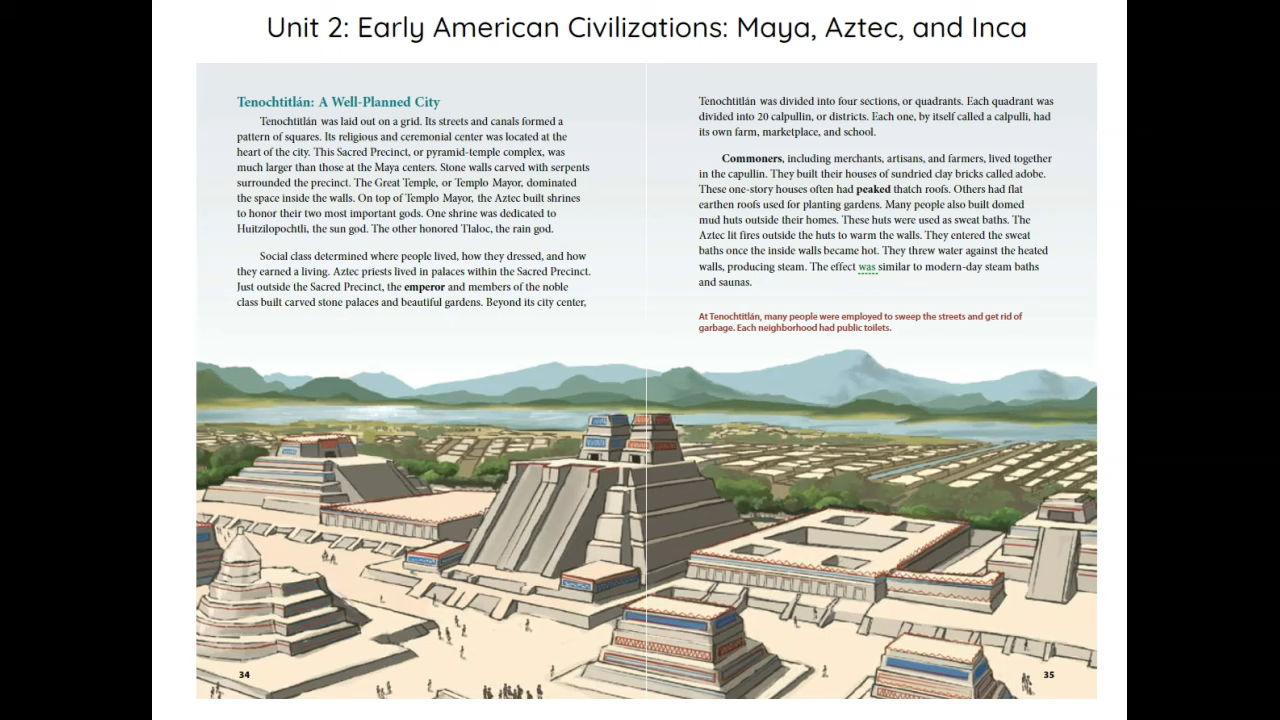 Unit 2: Early American Civilizations: Maya, Aztec, and Inca
Tenochtitlán: A Well-Planned City
Tenochtitlán was laid out on a grid. Its streets and canals formed a
pattern of squares. Its religious and ceremonial center was located at the
heart of the city. This Sacred Precinct, or pyramid-temple complex, was
much larger than those at the Maya centers. Stone walls carved with serpents
surrounded the precinct. The Great Temple, or Templo Mayor, dominated
the space inside the walls. On top of Templo Mayor, the Aztec built shrines
to honor their two most important gods. One shrine was dedicated to
Huitzilopochtli, the sun god. The other honored Tlaloc, the rain god.
Social class determined where people lived, how they dressed, and how
they earned a living. Aztec priests lived in palaces within the Sacred Precinct.
Just outside the Sacred Precinct, the emperor and members of the noble
class built carved stone palaces and beautiful gardens. Beyond its city center,
Tenochtitlán was divided into four sections, or quadrants. Each quadrant was
divided into 20 calpullin, or districts. Each one, by itself called a calpulli, had
its own farm, marketplace, and school.
Commoners, including merchants, artisans, and farmers, lived together
in the capullin. They built their houses of sundried clay bricks called adobe.
These one-story houses often had peaked thatch roofs. Others had flat
earthen roofs used for planting gardens. Many people also built domed
mud huts outside their homes. These huts were used as sweat baths. The
Aztec lit fires outside the huts to warm the walls. They entered the sweat
baths once the inside walls became hot. They threw water against the heated
walls, producing steam. The effect was similar to modern-day steam baths
and saunas.
At Tenochtitlán, many people were employed to sweep the streets and get rid of
garbage. Each neighborhood had public toilets.
34
35